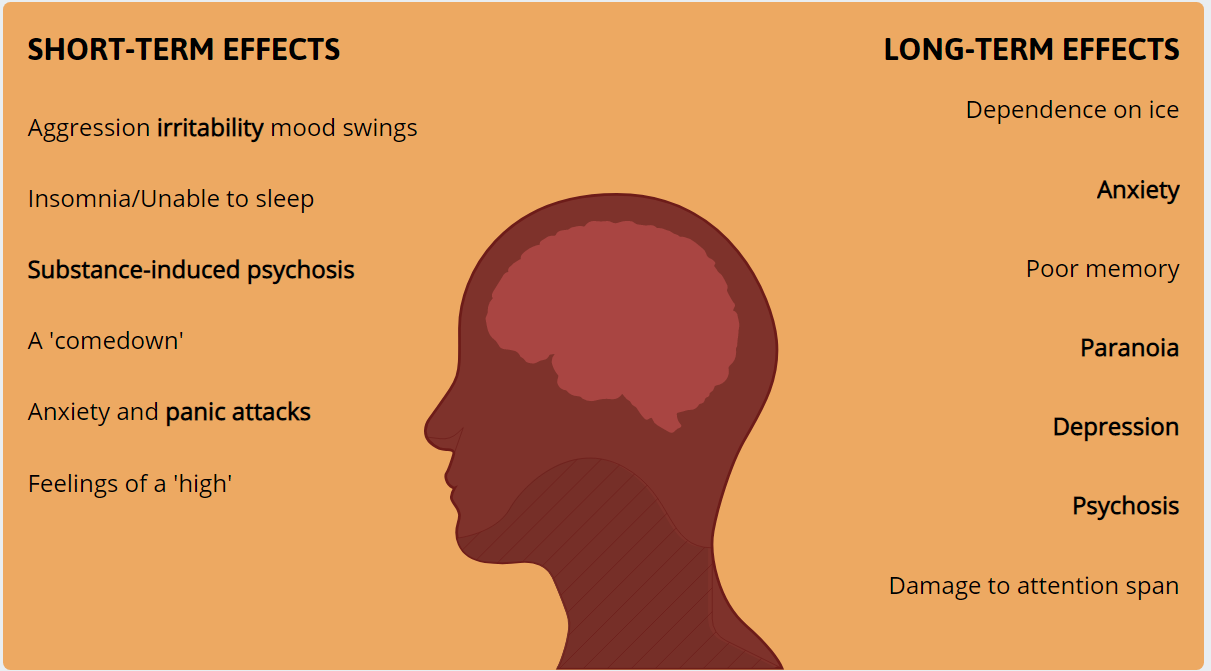 SHORT-TERM EFFECTS
Aggression irritability mood swings
Insomnia/Unable to sleep
Substance-induced psychosis
A 'comedown'
Anxiety and panic attacks
Feelings of a 'high'
LONG-TERM EFFECTS
Dependence on ice
Anxiety
Poor memory
Paranoia
Depression
Psychosis
Damage to attention span